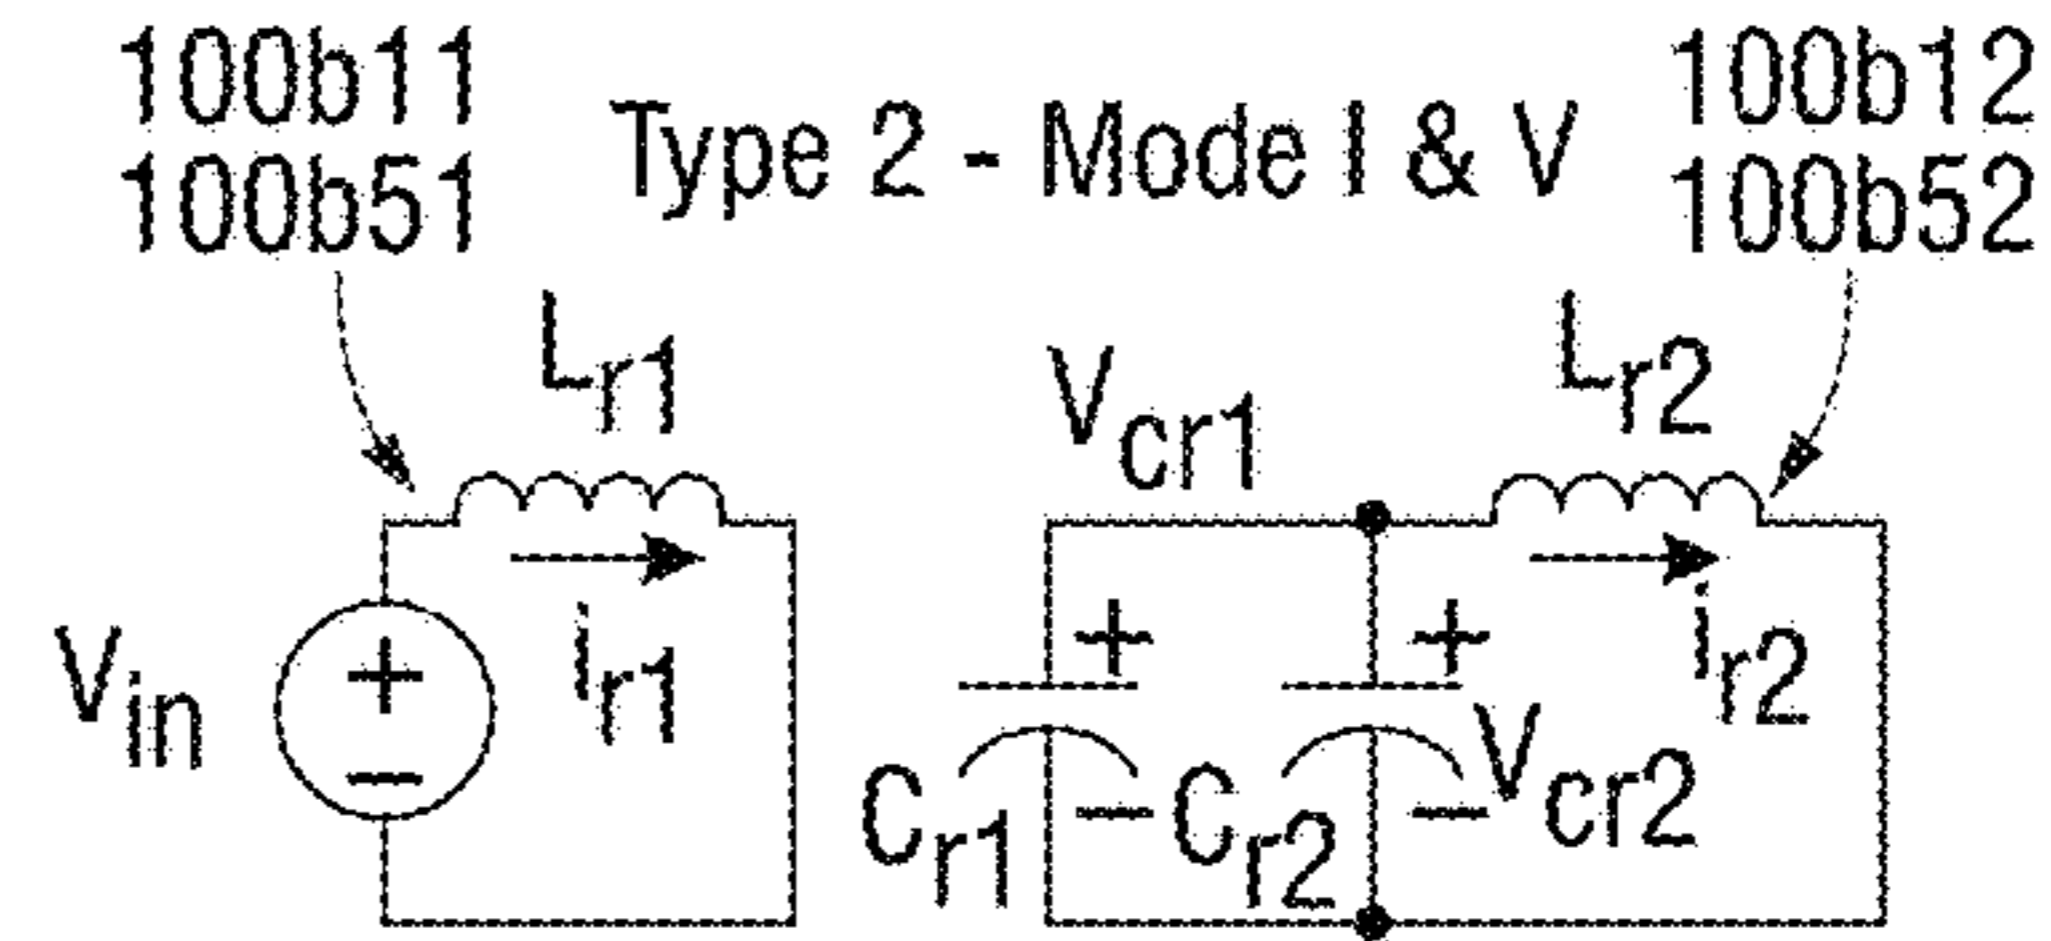 100b11
100b51
Type 2 - Mode I & V
100b12
100b52
Lr1
Vcr1
Lr2
+
+
Vin
+
−
ir1
ir2
Cr1
−
Cr2
−
Vcr2